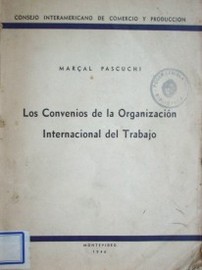 CONSEJO INTERAMERICANO DE COMERCIO Y PRODUCCION
MARÇAL PASCUCHI
Los Convenios de la Organización
Internacional del Trabajo
MONTEVIDEO